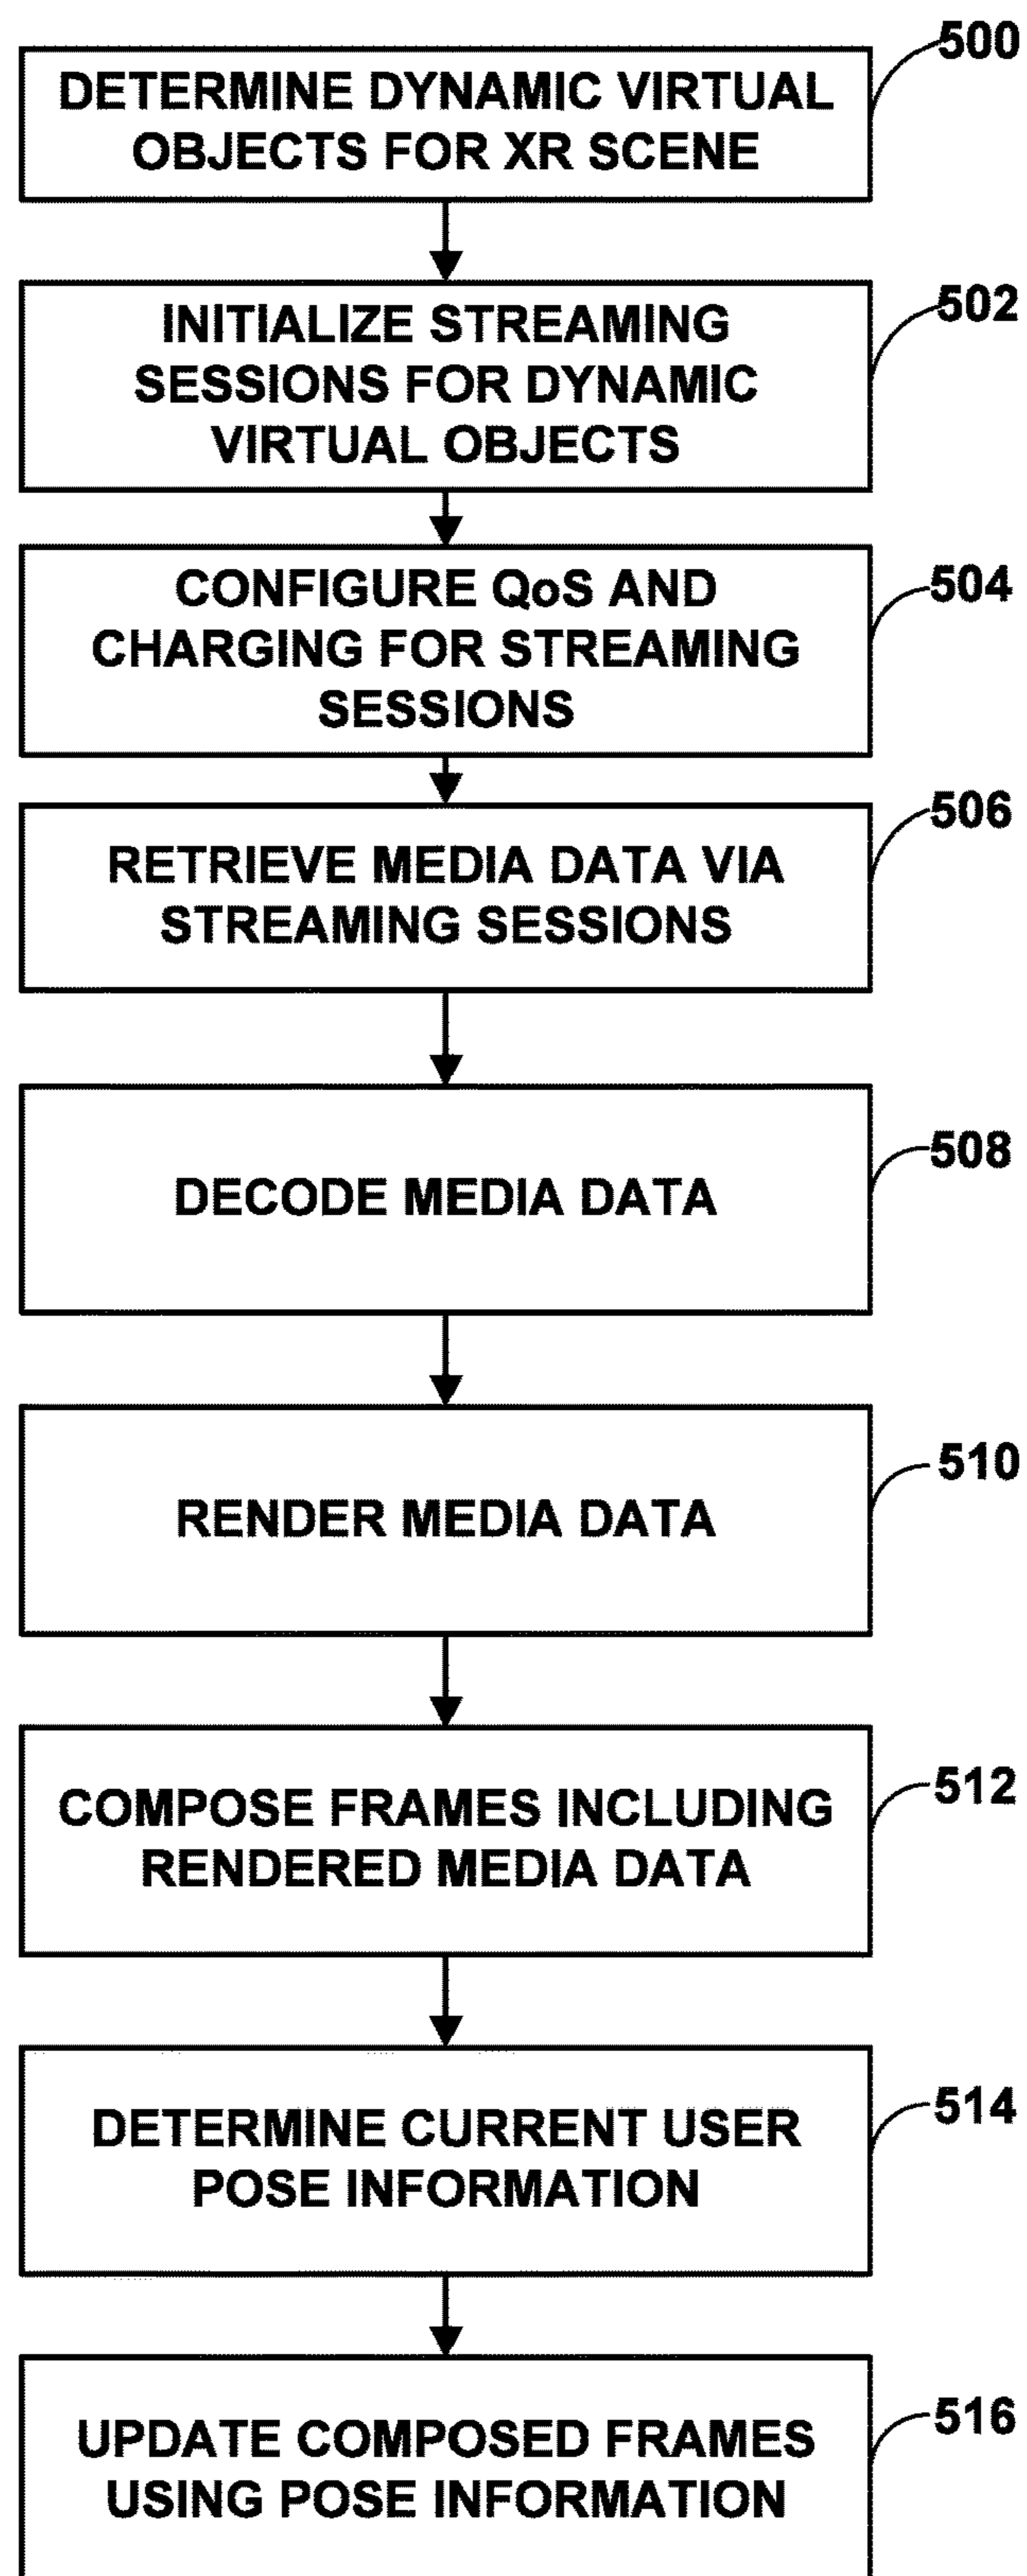 500
DETERMINE DYNAMIC VIRTUAL
OBJECTS FOR XR SCENE
502
INITIALIZE STREAMING
SESSIONS FOR DYNAMIC
VIRTUAL OBJECTS
504
CONFIGURE QoS AND
CHARGING FOR STREAMING
SESSIONS
506
RETRIEVE MEDIA DATA VIA
STREAMING SESSIONS
508
DECODE MEDIA DATA
510
RENDER MEDIA DATA
512
COMPOSE FRAMES INCLUDING
RENDERED MEDIA DATA
514
DETERMINE CURRENT USER
POSE INFORMATION
516
UPDATE COMPOSED FRAMES
USING POSE INFORMATION